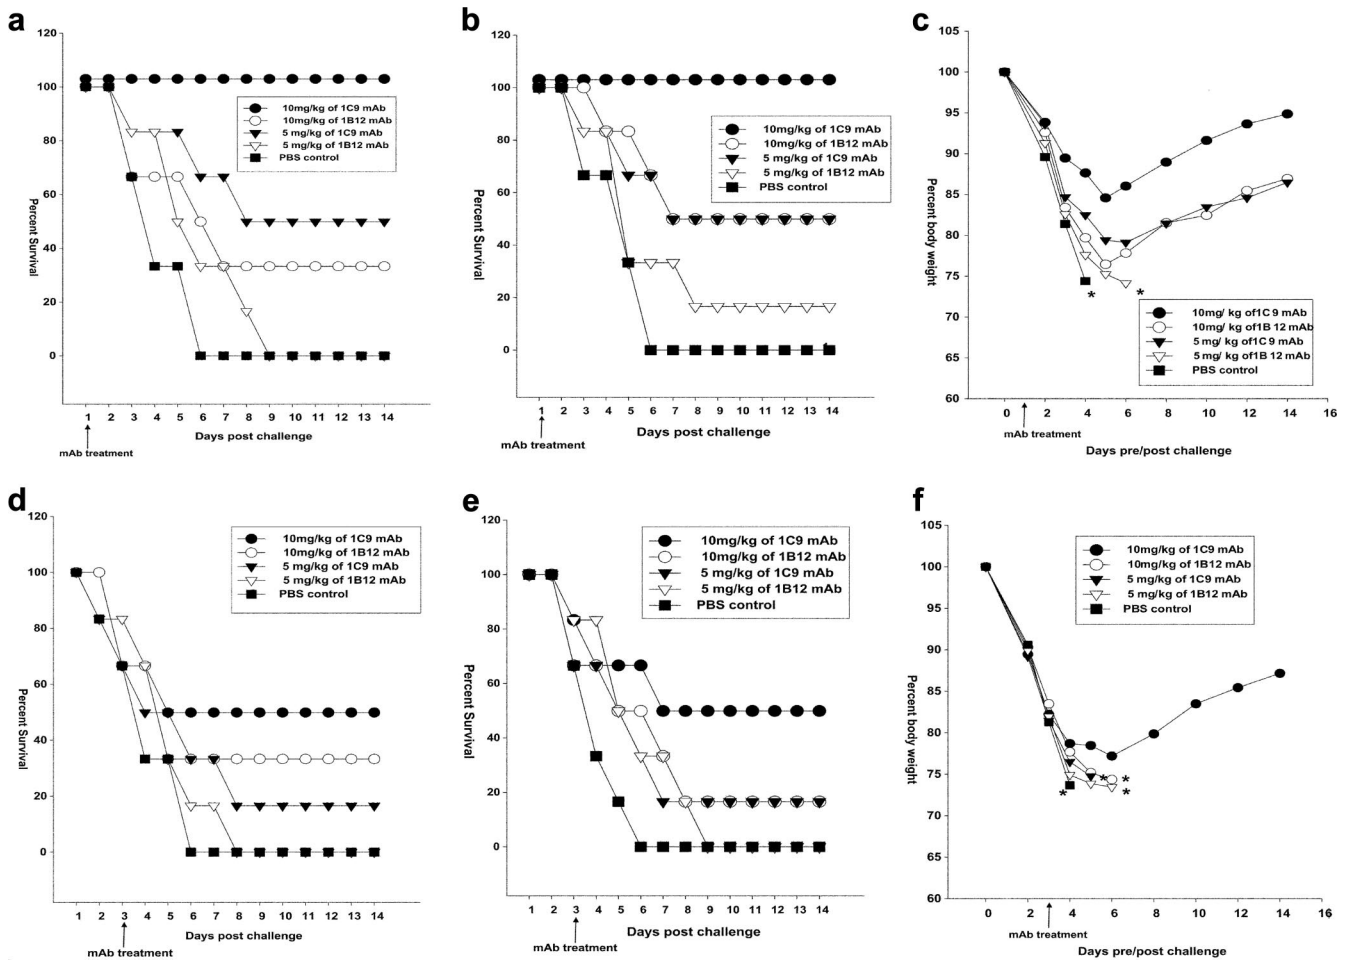 a
120
100
80
60
40
20
0
Percent Survival
10mg/kg of 1C9 mAb
10mg/kg of 1B12 mAb
5 mg/kg of 1C9 mAb
5 mg/kg of 1B12 mAb
PBS control
1 2 3 4 5 6 7 8 9 10 11 12 13 14
Days post challenge
mAb treatment
b
120
100
80
60
40
20
0
Percent Survival
10mg/kg of 1C9 mAb
10mg/kg of 1B12 mAb
5 mg/kg of 1C9 mAb
5 mg/kg of 1B12 mAb
PBS control
1 2 3 4 5 6 7 8 9 10 11 12 13 14
Days post challenge
mAb treatment
c
105
100
95
90
85
80
75
70
65
60
Percent body weight
* *
10mg/ kg of1C 9 mAb
10mg/ kg of1B 12 mAb
5 mg/ kg of1C 9 mAb
5 mg/ kg of1B 12 mAb
PBS control
0 2 4 6 8 10 12 14 16
mAb treatment
Days pre/post challenge
d
120
100
80
60
40
20
0
Percent Survival
10mg/kg of 1C9 mAb
10mg/kg of 1B12 mAb
5 mg/kg of 1C9 mAb
5 mg/kg of 1B12 mAb
PBS control
1 2 3 4 5 6 7 8 9 10 11 12 13 14
Days post challenge
mAb treatment
e
120
100
80
60
40
20
0
Percent Survival
10mg/kg of 1C9 mAb
10mg/kg of 1B12 mAb
5 mg/kg of 1C9 mAb
5 mg/kg of 1B12 mAb
PBS control
1 2 3 4 5 6 7 8 9 10 11 12 13 14
Days post challenge
mAb treatment
f
105
100
95
90
85
80
75
70
65
60
Percent body weight
10mg/kg of 1C9 mAb
10mg/kg of 1B12 mAb
5 mg/kg of 1C9 mAb
5 mg/kg of 1B12 mAb
PBS control
* * * *
0 2 4 6 8 10 12 14 16
mAb treatment
Days pre/post challenge